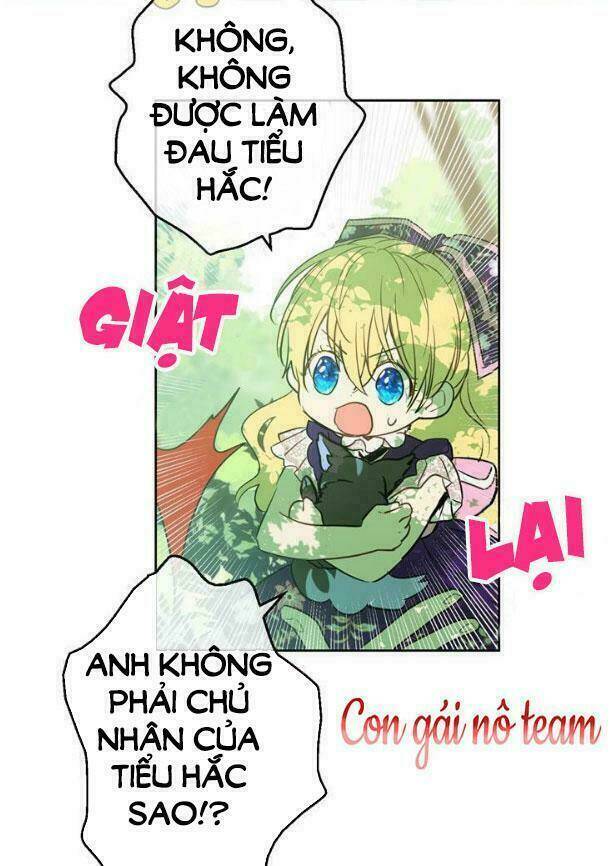 KHÔNG,
KHÔNG
ĐƯỢC LÀM
ĐAU TIỂU
HẮC!
GIẬT
LẠI
ANH KHÔNG
PHẢI CHỦ
NHÂN CỦA
TIỂU HẮC
SAO!?
Con gái nô team